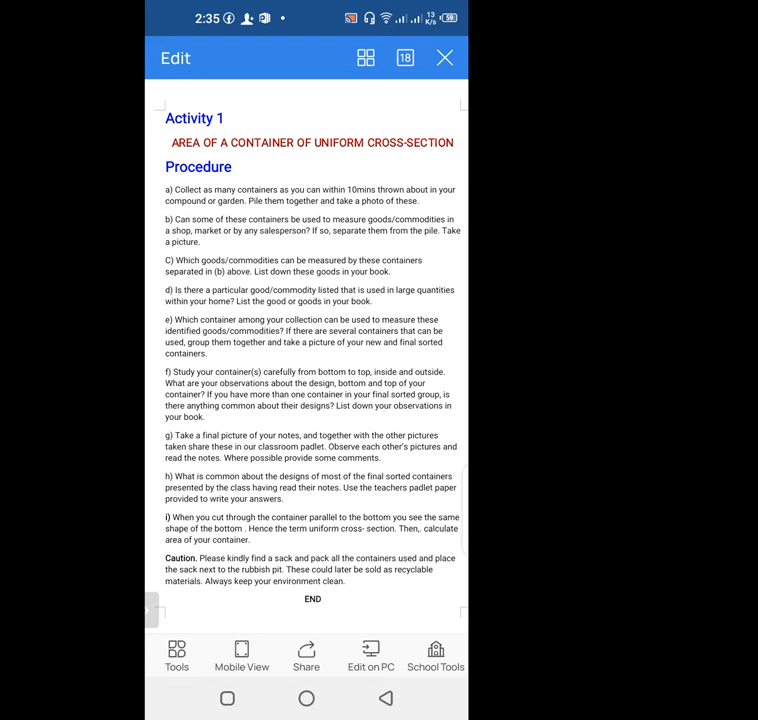 2:35
13
K/s
59
Edit
18
Activity 1
AREA OF A CONTAINER OF UNIFORM CROSS-SECTION
Procedure
a) Collect as many containers as you can within 10mins thrown about in your
compound or garden. Pile them together and take a photo of these.
b) Can some of these containers be used to measure goods/commodities in
a shop, market or by any salesperson? If so, separate them from the pile. Take
a picture.
C) Which goods/commodities can be measured by these containers
separated in (b) above. List down these goods in your book.
d) Is there a particular good/commodity listed that is used in large quantities
within your home? List the good or goods in your book.
e) Which container among your collection can be used to measure these
identified goods/commodities? If there are several containers that can be
used, group them together and take a picture of your new and final sorted
containers.
f) Study your container(s) carefully from bottom to top, inside and outside.
What are your observations about the design, bottom and top of your
container? If you have more than one container in your final sorted group, is
there anything common about their designs? List down your observations in
your book.
g) Take a final picture of your notes, and together with the other pictures
taken share these in our classroom padlet. Observe each other's pictures and
read the notes. Where possible provide some comments.
h) What is common about the designs of most of the final sorted containers
presented by the class having read their notes. Use the teachers padlet paper
provided to write your answers.
i) When you cut through the container parallel to the bottom you see the same
shape of the bottom . Hence the term uniform cross- section. Then,. calculate
area of your container.
Caution. Please kindly find a sack and pack all the containers used and place
the sack next to the rubbish pit. These could later be sold as recyclable
materials. Always keep your environment clean.
END
Tools
Mobile View
Share
Edit on PC
School Tools